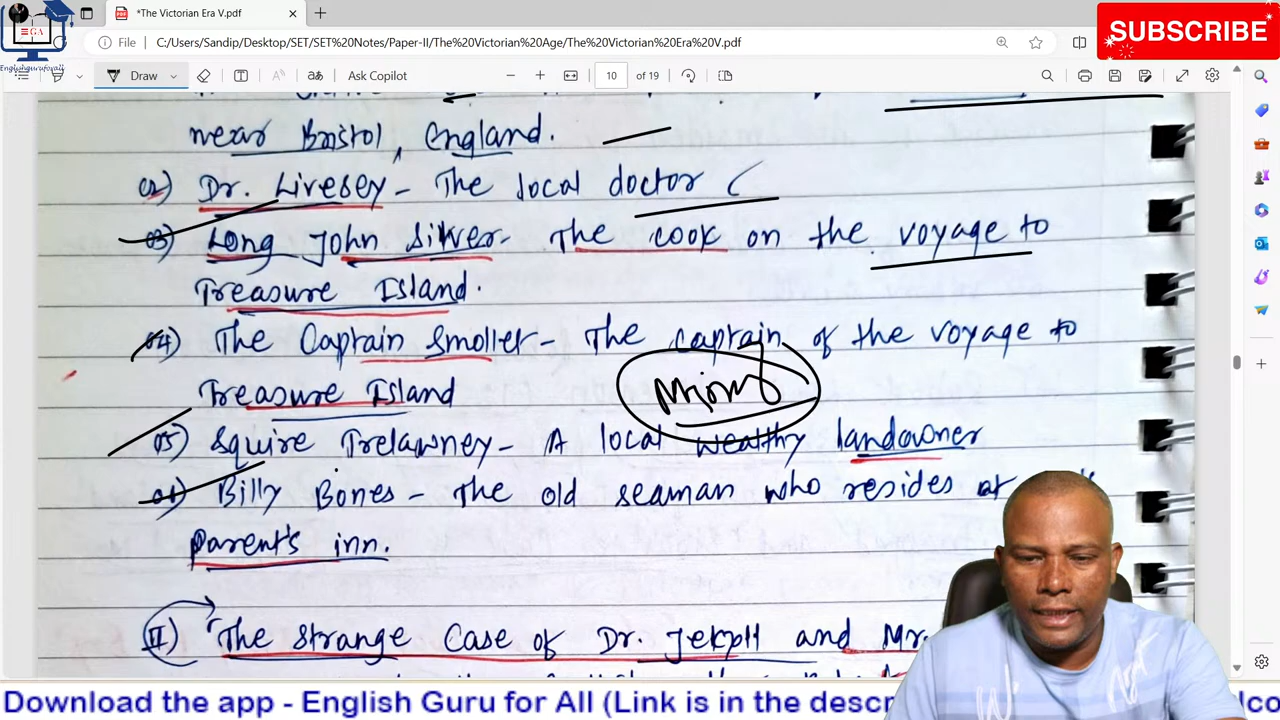 *The Victorian Era V.pdf
SUBSCRIBE
EGA
Englishguruforall
File
C:/Users/Sandip/Desktop/SET/SET%20Notes/Paper-II/The%20Victorian%20Age/The%20Victorian%20Era%20V.pdf
Draw
Ask Copilot
10 of 19
near Bristol, England.
02) Dr. Livesey - The local doctor (
03) Long John Silver - The cook on the voyage to
Treasure Island.
04) The Captain Smollet - The captain of the voyage to
Treasure Island
05) Squire Trelawney - A local wealthy landowner
Billy Bones - The old seaman who resides at
parent's inn.
II) The Strange Case of Dr. Jekyll and Mr.
Download the app - English Guru for All (Link is in the descr